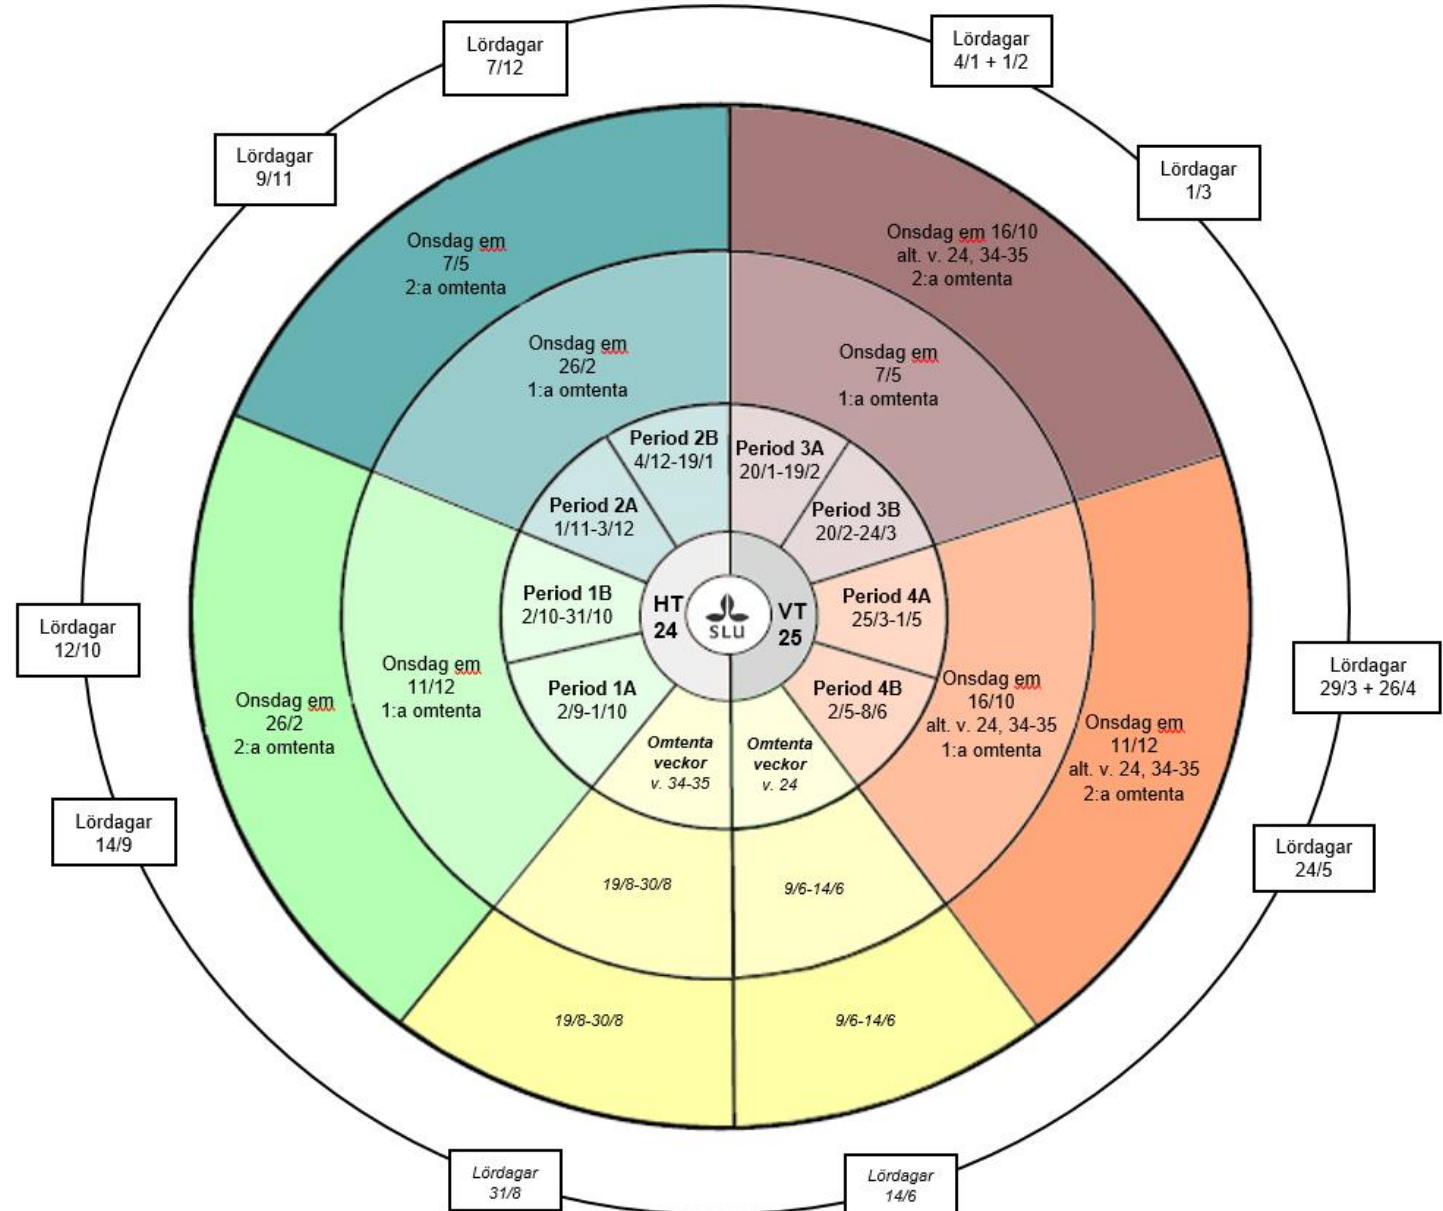 Lördagar
7/12
Lördagar
4/1 + 1/2
Lördagar
9/11
Lördagar
1/3
Onsdag em
7/5
2:a omtenta
Onsdag em 16/10
alt. v. 24, 34-35
2:a omtenta
Onsdag em
26/2
1:a omtenta
Onsdag em
7/5
1:a omtenta
Period 2B
4/12-19/1
Period 3A
20/1-19/2
Period 2A
1/11-3/12
Period 3B
20/2-24/3
Period 1B
2/10-31/10
HT
24
SLU
VT
25
Period 4A
25/3-1/5
Lördagar
12/10
Lördagar
29/3 + 26/4
Onsdag em
26/2
2:a omtenta
Onsdag em
11/12
1:a omtenta
Period 1A
2/9-1/10
Period 4B
2/5-8/6
Onsdag em
16/10
alt. v. 24, 34-35
1:a omtenta
Onsdag em
11/12
alt. v. 24, 34-35
2:a omtenta
Omtenta
veckor
v. 34-35
Omtenta
veckor
v. 24
Lördagar
14/9
Lördagar
24/5
19/8-30/8
9/6-14/6
19/8-30/8
9/6-14/6
Lördagar
31/8
Lördagar
14/6